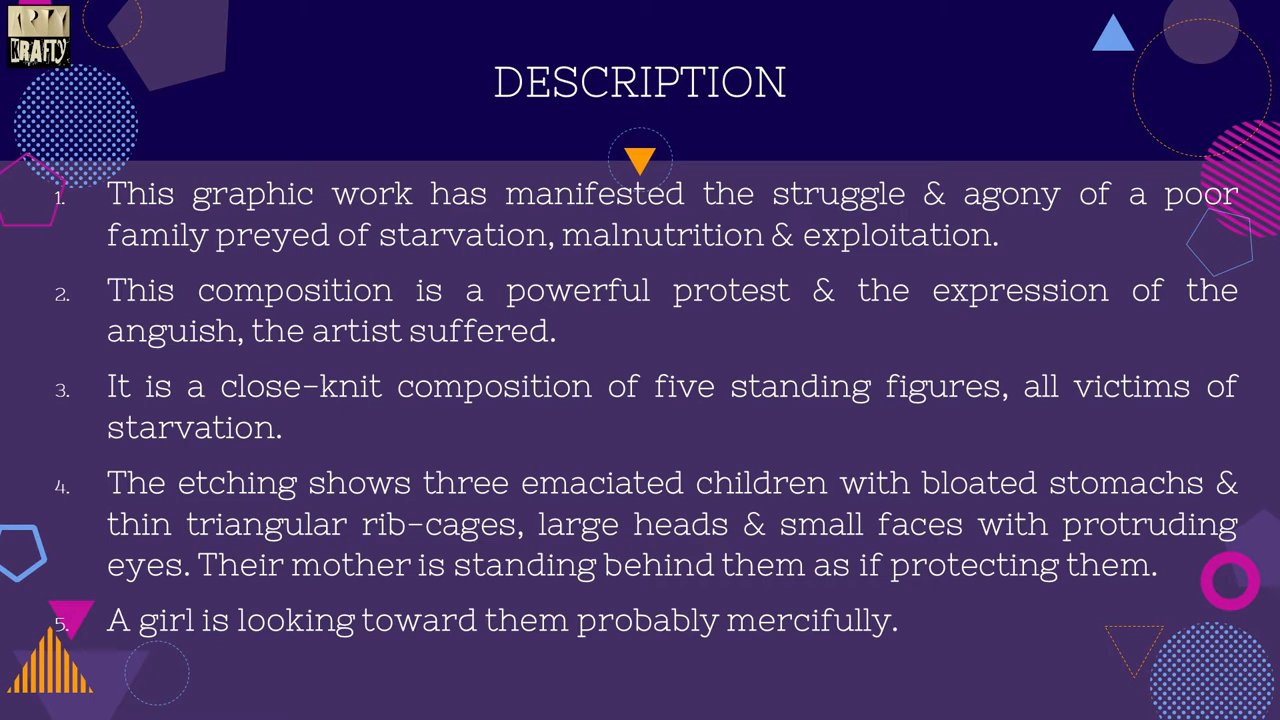 ARTY
KRAFTY
DESCRIPTION
1. This graphic work has manifested the struggle & agony of a poor
family preyed of starvation, malnutrition & exploitation.
2. This composition is a powerful protest & the expression of the
anguish, the artist suffered.
3. It is a close-knit composition of five standing figures, all victims of
starvation.
4. The etching shows three emaciated children with bloated stomachs &
thin triangular rib-cages, large heads & small faces with protruding
eyes. Their mother is standing behind them as if protecting them.
5. A girl is looking toward them probably mercifully.